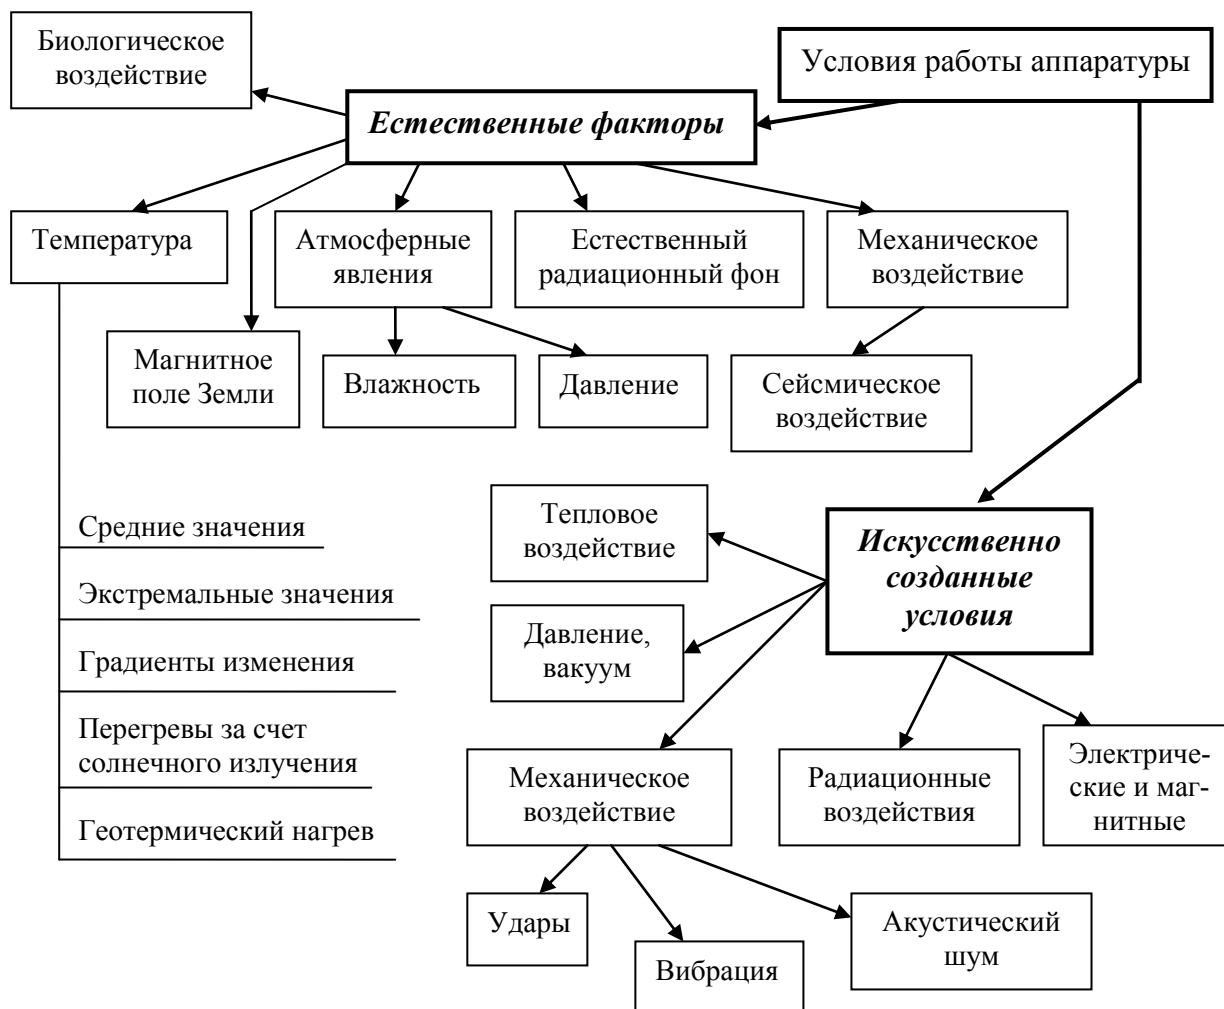 Биологическое
воздействие
Условия работы аппаратуры
Естественные факторы
Температура
Атмосферные
явления
Естественный
радиационный фон
Механическое
воздействие
Магнитное
поле Земли
Влажность
Давление
Сейсмическое
воздействие
Средние значения
Экстремальные значения
Градиенты изменения
Перегревы за счет
солнечного излучения
Геотермический нагрев
Тепловое
воздействие
Искусственно
созданные
условия
Давление,
вакуум
Механическое
воздействие
Радиационные
воздействия
Электриче-
ские и маг-
нитные
Удары
Вибрация
Акустический
шум